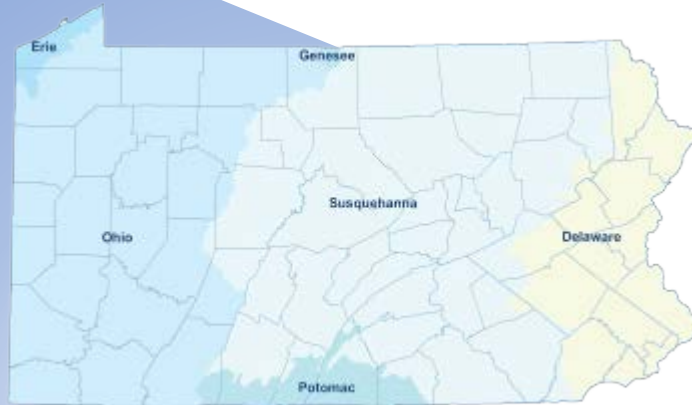 Erie
Genesee
Susquehanna
Ohio
Delaware
Potomac